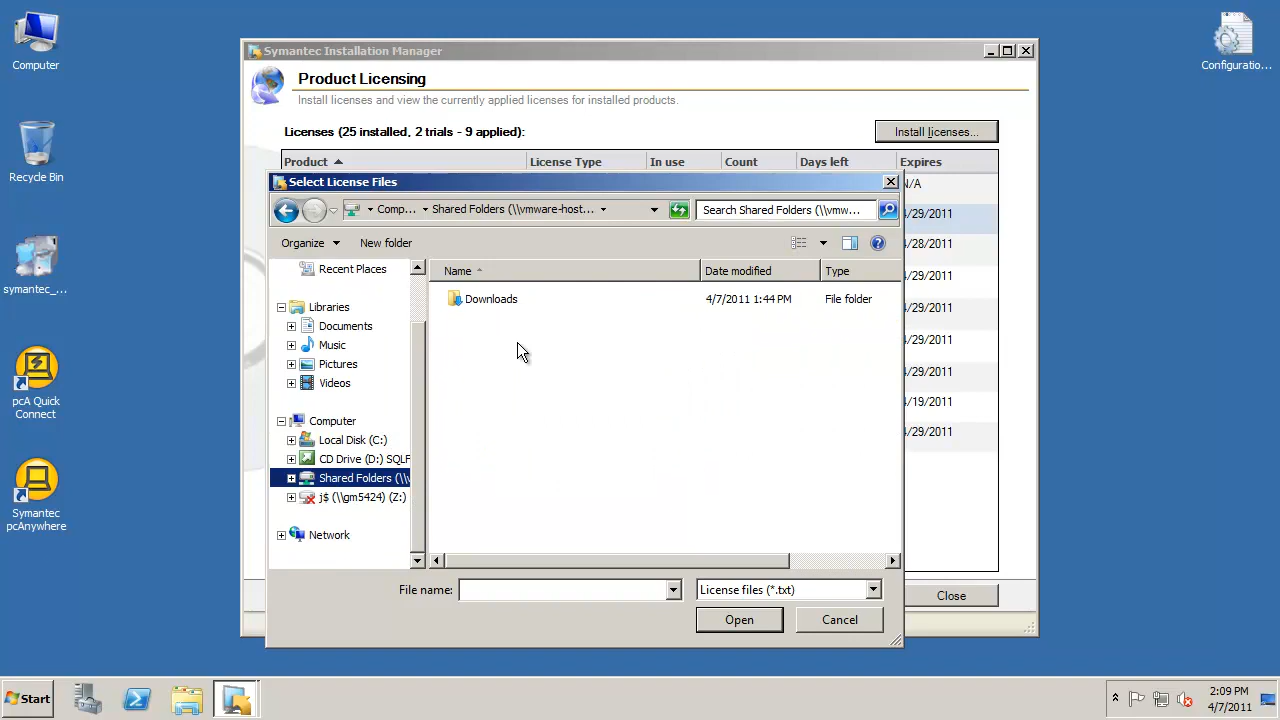 Computer
Recycle Bin
symantec_...
pcA Quick
Connect
Symantec
pcAnywhere
Configuratio...
Symantec Installation Manager
Product Licensing
Install licenses and view the currently applied licenses for installed products.
Licenses (25 installed, 2 trials - 9 applied):
Install licenses...
Product
License Type
In use
Count
Days left
Expires
N/A
4/29/2011
4/28/2011
4/29/2011
4/29/2011
4/29/2011
4/29/2011
4/19/2011
4/29/2011
Close
Select License Files
Comp...
Shared Folders (\\vmware-host...
Search Shared Folders (\\vmw...
Organize
New folder
Recent Places
Libraries
Documents
Music
Pictures
Videos
Computer
Local Disk (C:)
CD Drive (D:) SQLF
Shared Folders (\\v
j$ (\\gm5424) (Z:)
Network
Name
Date modified
Type
Downloads
4/7/2011 1:44 PM
File folder
File name:
License files (*.txt)
Open
Cancel
Start
2:09 PM
4/7/2011